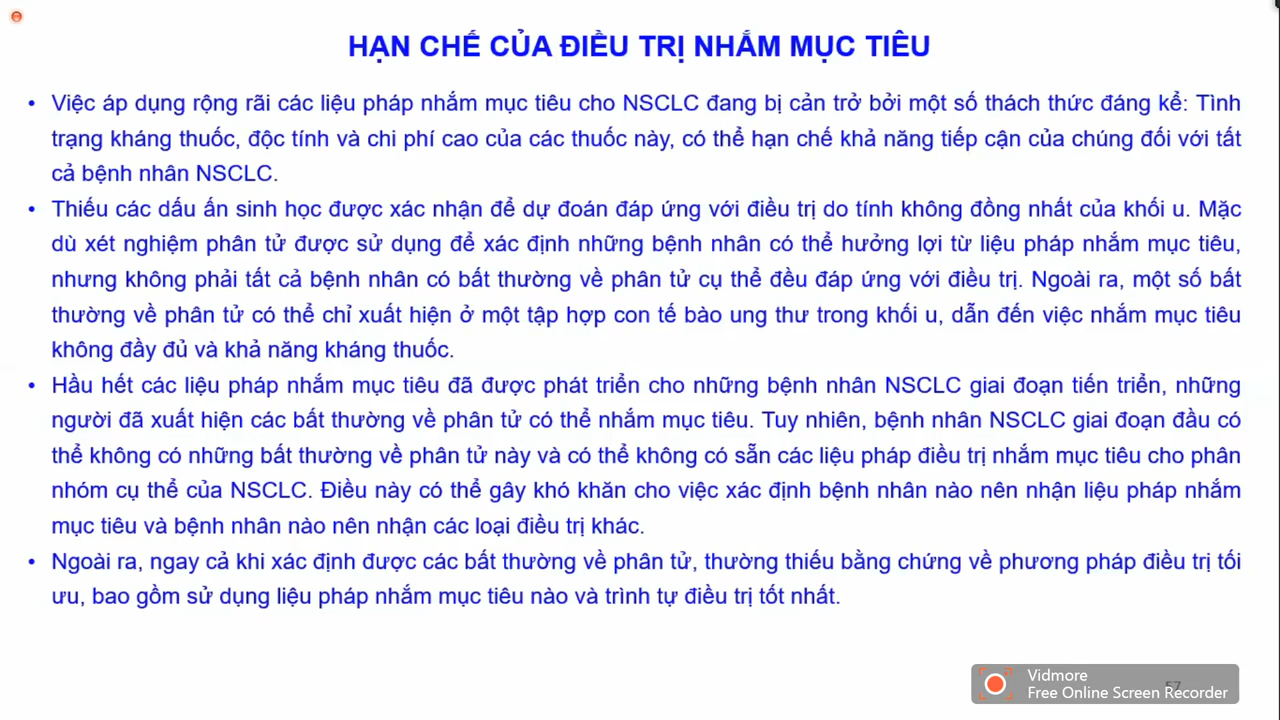 HẠN CHẾ CỦA ĐIỀU TRỊ NHẮM MỤC TIÊU
• Việc áp dụng rộng rãi các liệu pháp nhắm mục tiêu cho NSCLC đang bị cản trở bởi một số thách thức đáng kể: Tình
trạng kháng thuốc, độc tính và chi phí cao của các thuốc này, có thể hạn chế khả năng tiếp cận của chúng đối với tất
cả bệnh nhân NSCLC.
• Thiếu các dấu ấn sinh học được xác nhận để dự đoán đáp ứng với điều trị do tính không đồng nhất của khối u. Mặc
dù xét nghiệm phân tử được sử dụng để xác định những bệnh nhân có thể hưởng lợi từ liệu pháp nhắm mục tiêu,
nhưng không phải tất cả bệnh nhân có bất thường về phân tử cụ thể đều đáp ứng với điều trị. Ngoài ra, một số bất
thường về phân tử có thể chỉ xuất hiện ở một tập hợp con tế bào ung thư trong khối u, dẫn đến việc nhắm mục tiêu
không đầy đủ và khả năng kháng thuốc.
• Hầu hết các liệu pháp nhắm mục tiêu đã được phát triển cho những bệnh nhân NSCLC giai đoạn tiến triển, những
người đã xuất hiện các bất thường về phân tử có thể nhắm mục tiêu. Tuy nhiên, bệnh nhân NSCLC giai đoạn đầu có
thể không có những bất thường về phân tử này và có thể không có sẵn các liệu pháp điều trị nhắm mục tiêu cho phân
nhóm cụ thể của NSCLC. Điều này có thể gây khó khăn cho việc xác định bệnh nhân nào nên nhận liệu pháp nhắm
mục tiêu và bệnh nhân nào nên nhận các loại điều trị khác.
• Ngoài ra, ngay cả khi xác định được các bất thường về phân tử, thường thiếu bằng chứng về phương pháp điều trị tối
ưu, bao gồm sử dụng liệu pháp nhắm mục tiêu nào và trình tự điều trị tốt nhất.
Vidmore
57
Free Online Screen Recorder